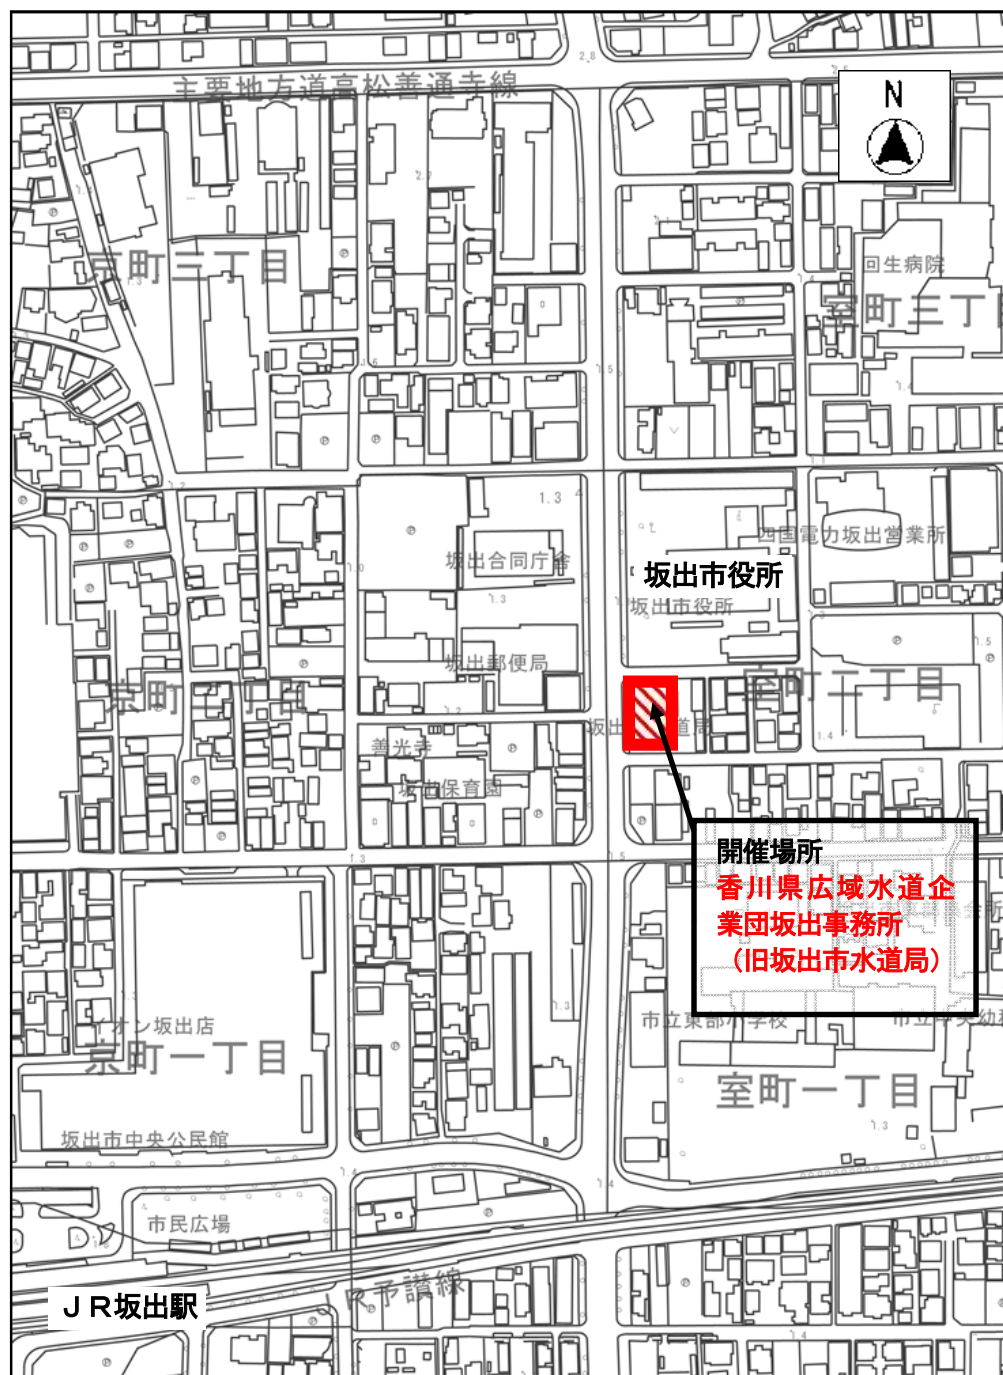 主要地方道高松善通寺線
N
京町三丁目
回生病院
室町三丁目
1.3
四国電力坂出営業所
坂出合同庁舎
坂出市役所
坂出市役所
坂出郵便局
京町二丁目
室町二丁目
善光寺
坂出保育園
開催場所
香川県広域水道企
業団坂出事務所
（旧坂出市水道局）
イオン坂出店
京町一丁目
市立東部小学校
室町一丁目
坂出市中央公民館
市民広場
ＪＲ坂出駅
JR予讃線